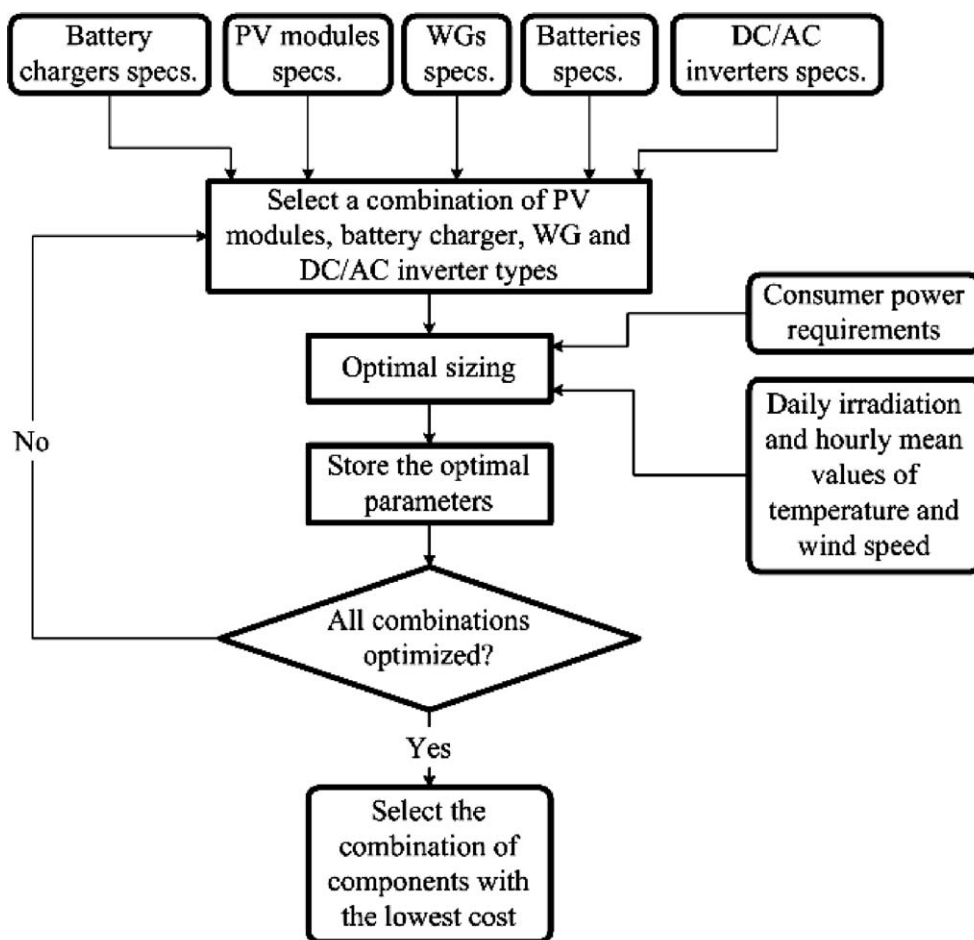 Battery
chargers specs.
PV modules
specs.
WGs
specs.
Batteries
specs.
DC/AC
inverters specs.
Select a combination of PV
modules, battery charger, WG and
DC/AC inverter types
Consumer power
requirements
Optimal sizing
Daily irradiation
and hourly mean
values of
temperature and
wind speed
No
Store the optimal
parameters
All combinations
optimized?
Yes
Select the
combination of
components with
the lowest cost